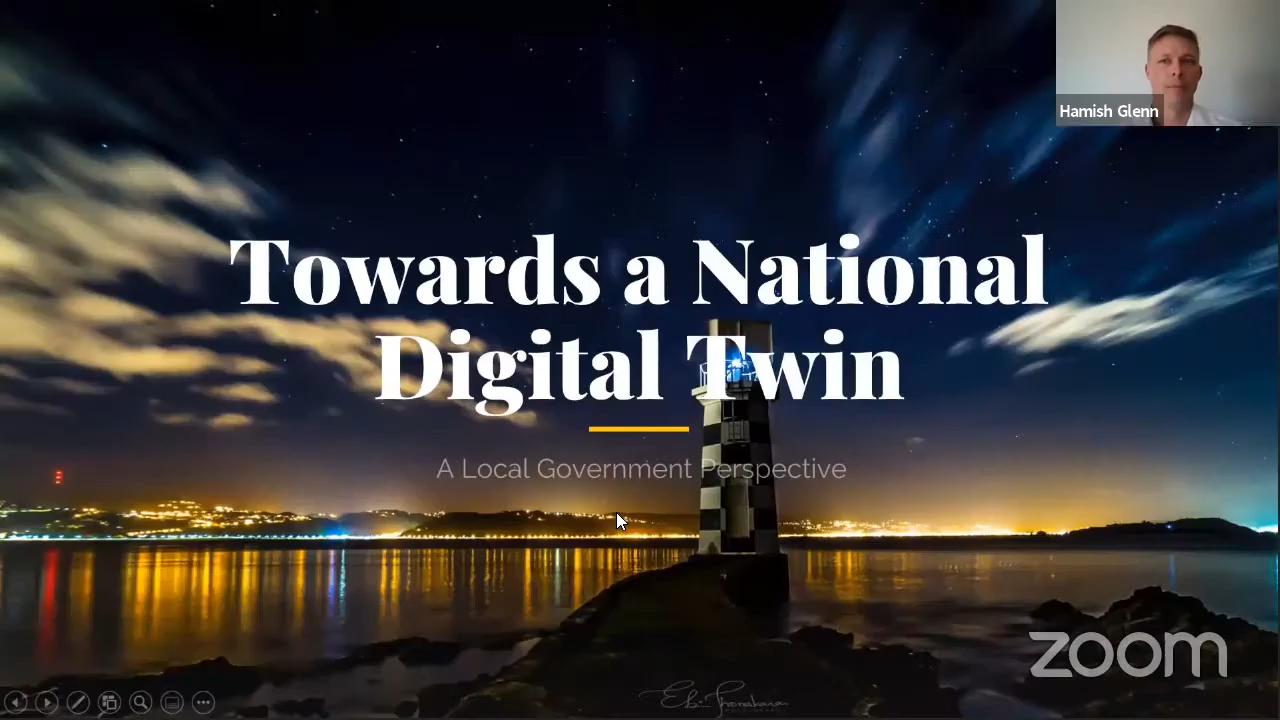 Hamish Glenn
Towards a National
Digital Twin
A Local Government Perspective
zoom